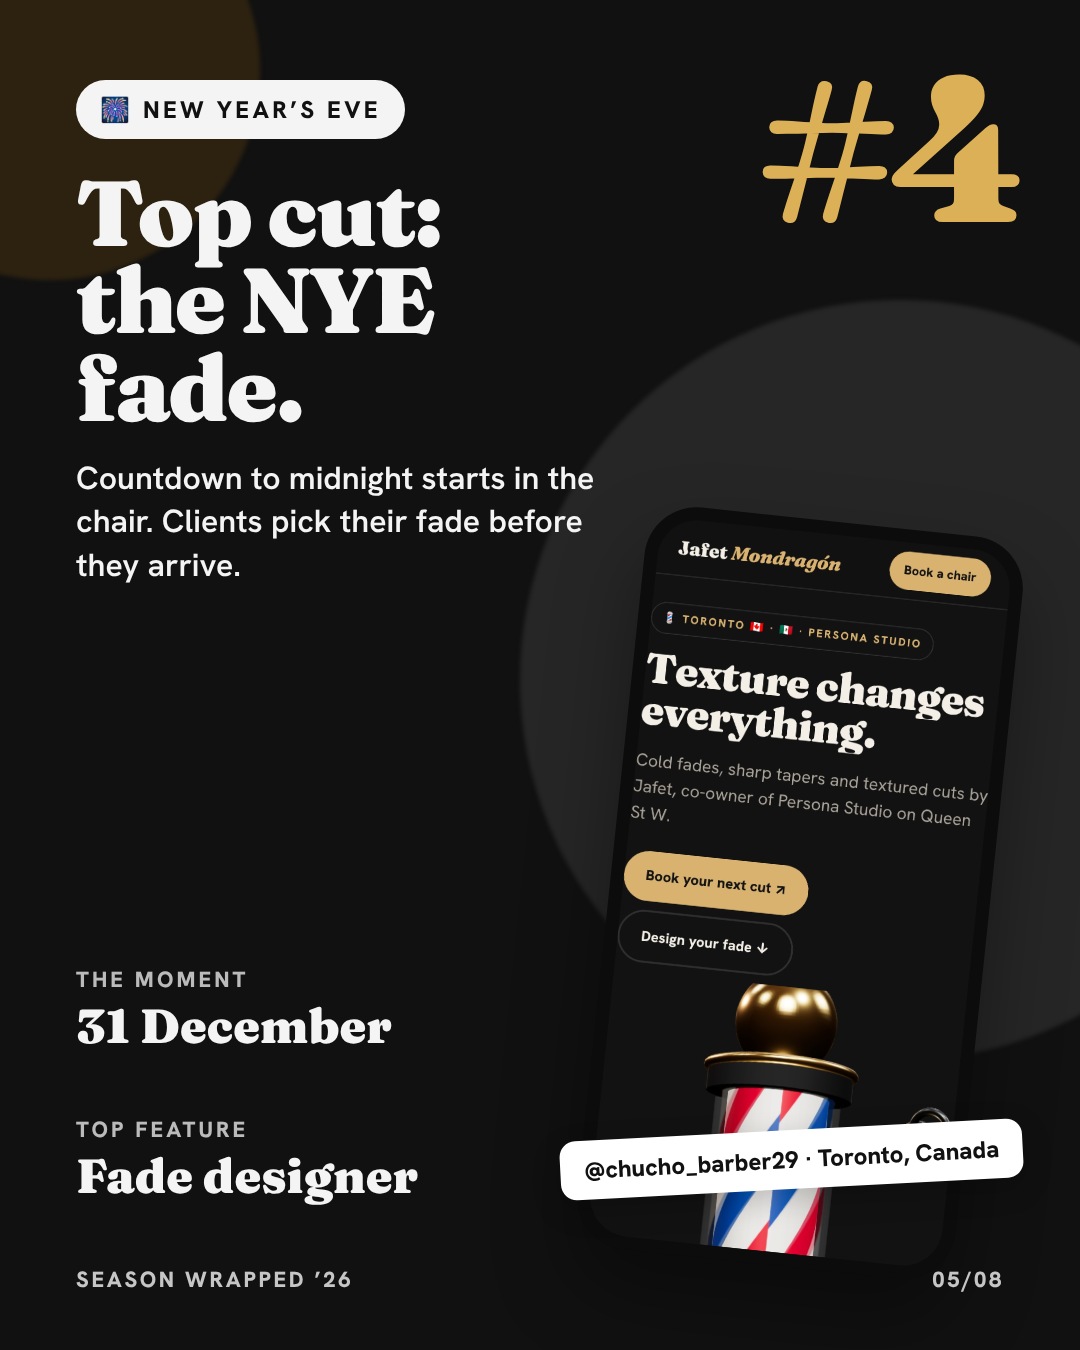 🎆 NEW YEAR’S EVE
#4
Top cut:
the NYE
fade.
Countdown to midnight starts in the
chair. Clients pick their fade before
they arrive.
Jafet Mondragón
Book a chair
💈 TORONTO 🇨🇦 · 🇲🇽 · PERSONA STUDIO
Texture changes
everything.
Cold fades, sharp tapers and textured cuts by
Jafet, co-owner of Persona Studio on Queen
St W.
Book your next cut ↗
Design your fade ↓
THE MOMENT
31 December
TOP FEATURE
Fade designer
@chucho_barber29 · Toronto, Canada
SEASON WRAPPED ’26
05/08